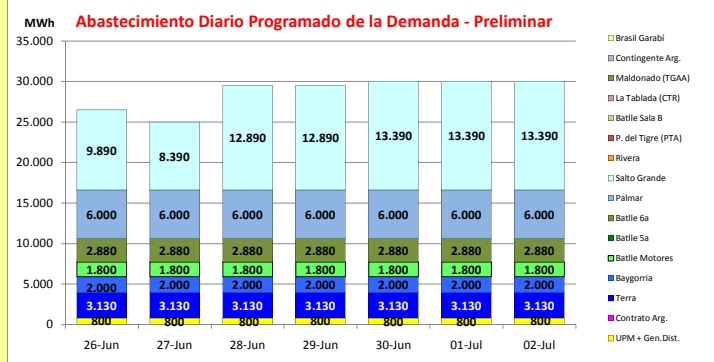 MWh
Abastecimiento Diario Programado de la Demanda - Preliminar
35.000
30.000
25.000
20.000
15.000
10.000
5.000
0
9.890 8.390 12.890 12.890 13.390 13.390 13.390
6.000 6.000 6.000 6.000 6.000 6.000 6.000
2.880 2.880 2.880 2.880 2.880 2.880 2.880
1.800 1.800 1.800 1.800 1.800 1.800 1.800
2.000 2.000 2.000 2.000 2.000 2.000 2.000
3.130 3.130 3.130 3.130 3.130 3.130 3.130
800 800 800 800 800 800 800
26-Jun 27-Jun 28-Jun 29-Jun 30-Jun 01-Jul 02-Jul
Brasil Garabí
Contingente Arg.
Maldonado (TGAA)
La Tablada (CTR)
Batlle Sala B
P. del Tigre (PTA)
Rivera
Salto Grande
Palmar
Batlle 6a
Batlle 5a
Batlle Motores
Baygorria
Terra
Contrato Arg.
UPM + Gen.Dist.